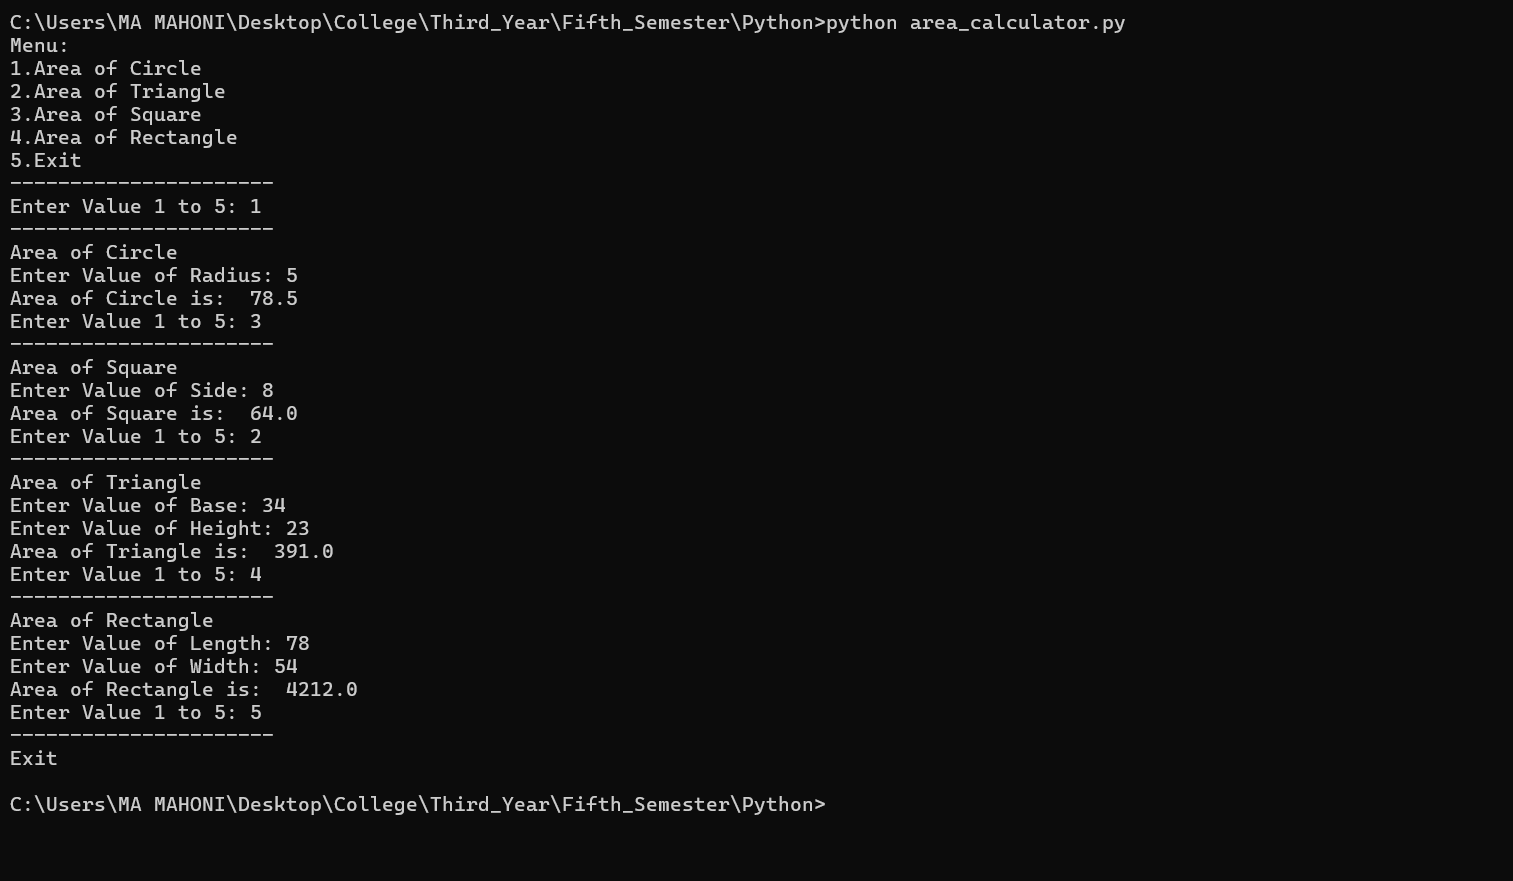 C:\Users\MA MAHONI\Desktop\College\Third_Year\Fifth_Semester\Python>python area_calculator.py
Menu:
1.Area of Circle
2.Area of Triangle
3.Area of Square
4.Area of Rectangle
5.Exit
----------------------
Enter Value 1 to 5: 1
----------------------
Area of Circle
Enter Value of Radius: 5
Area of Circle is:  78.5
Enter Value 1 to 5: 3
----------------------
Area of Square
Enter Value of Side: 8
Area of Square is:  64.0
Enter Value 1 to 5: 2
----------------------
Area of Triangle
Enter Value of Base: 34
Enter Value of Height: 23
Area of Triangle is:  391.0
Enter Value 1 to 5: 4
----------------------
Area of Rectangle
Enter Value of Length: 78
Enter Value of Width: 54
Area of Rectangle is:  4212.0
Enter Value 1 to 5: 5
----------------------
Exit

C:\Users\MA MAHONI\Desktop\College\Third_Year\Fifth_Semester\Python>